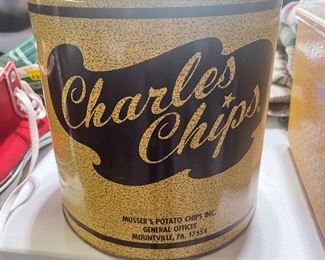 Charles
Chips
MUSSER'S POTATO CHIPS INC.
GENERAL OFFICES
MOUNTVILLE, PA. 17554